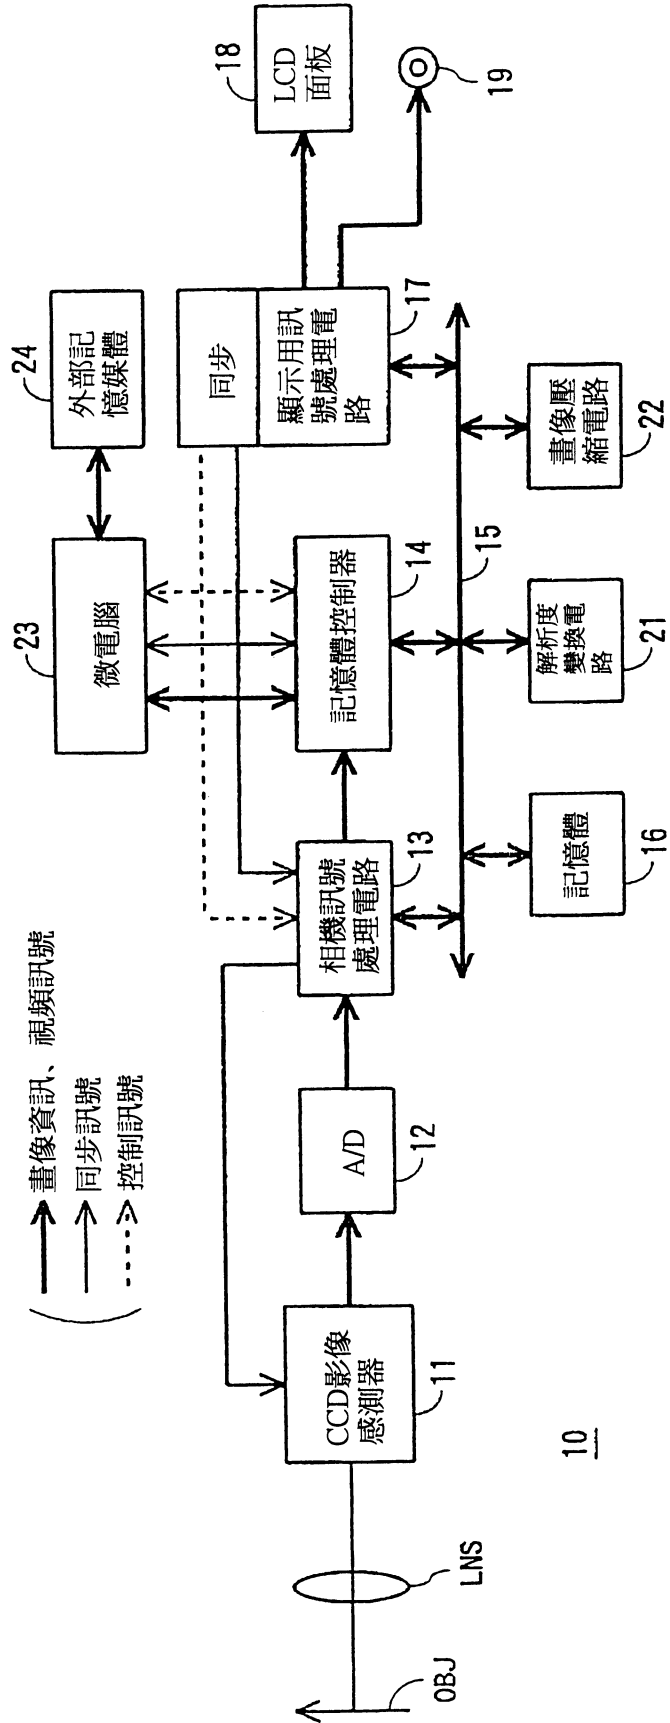 畫像資訊、視頻訊號
同步訊號
控制訊號
OBJ
LNS
10
CCD影像
感測器
11
A/D
12
相機訊號
處理電路
13
記憶體控制器
14
15
記憶體
16
同步
顯示用訊
號處理電
路
17
LCD
面板
18
19
解析度
變換電
路
21
畫像壓
縮電路
22
微電腦
23
外部記
憶媒體
24